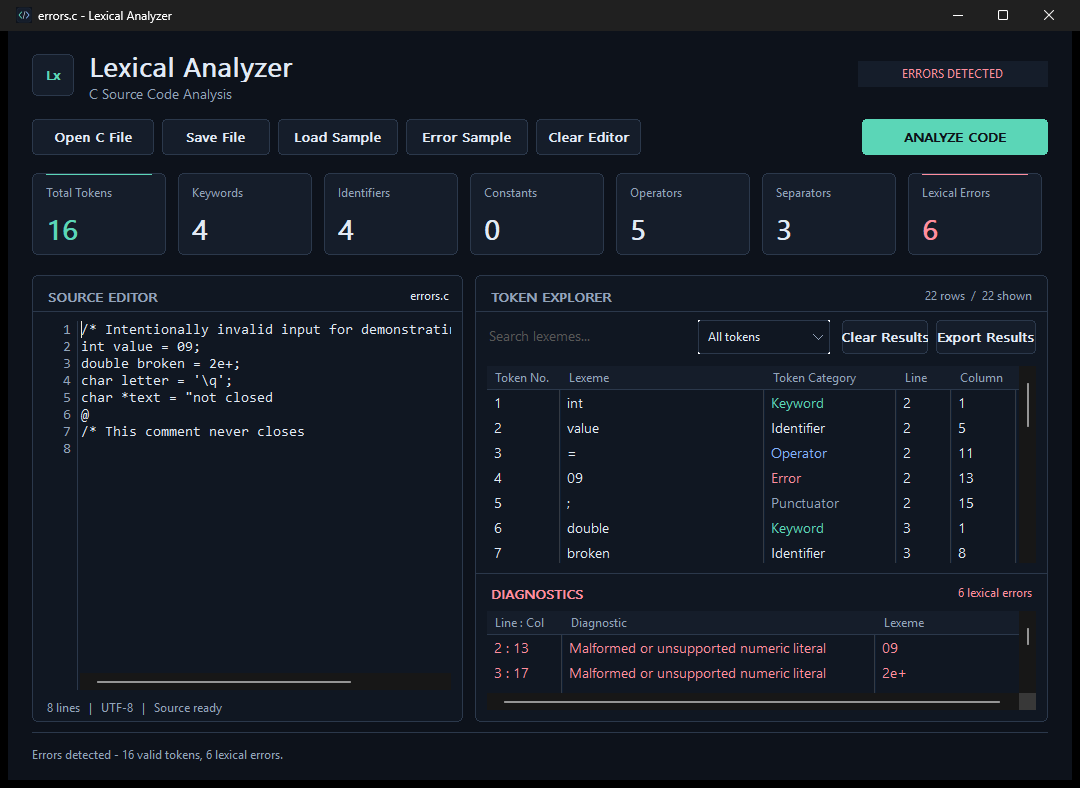 errors.c - Lexical Analyzer
Lx
Lexical Analyzer
C Source Code Analysis
ERRORS DETECTED
Open C File
Save File
Load Sample
Error Sample
Clear Editor
ANALYZE CODE
Total Tokens
16
Keywords
4
Identifiers
4
Constants
0
Operators
5
Separators
3
Lexical Errors
6
SOURCE EDITOR
errors.c
1 /* Intentionally invalid input for demonstratin
2 int value = 09;
3 double broken = 2e+;
4 char letter = '\q';
5 char *text = "not closed
6 @
7 /* This comment never closes
8
8 lines | UTF-8 | Source ready
TOKEN EXPLORER
22 rows / 22 shown
Search lexemes...
All tokens
Clear Results
Export Results
Token No. Lexeme Token Category Line Column
1 int Keyword 2 1
2 value Identifier 2 5
3 = Operator 2 11
4 09 Error 2 13
5 ; Punctuator 2 15
6 double Keyword 3 1
7 broken Identifier 3 8
DIAGNOSTICS
6 lexical errors
Line : Col Diagnostic Lexeme
2 : 13 Malformed or unsupported numeric literal 09
3 : 17 Malformed or unsupported numeric literal 2e+
Errors detected - 16 valid tokens, 6 lexical errors.